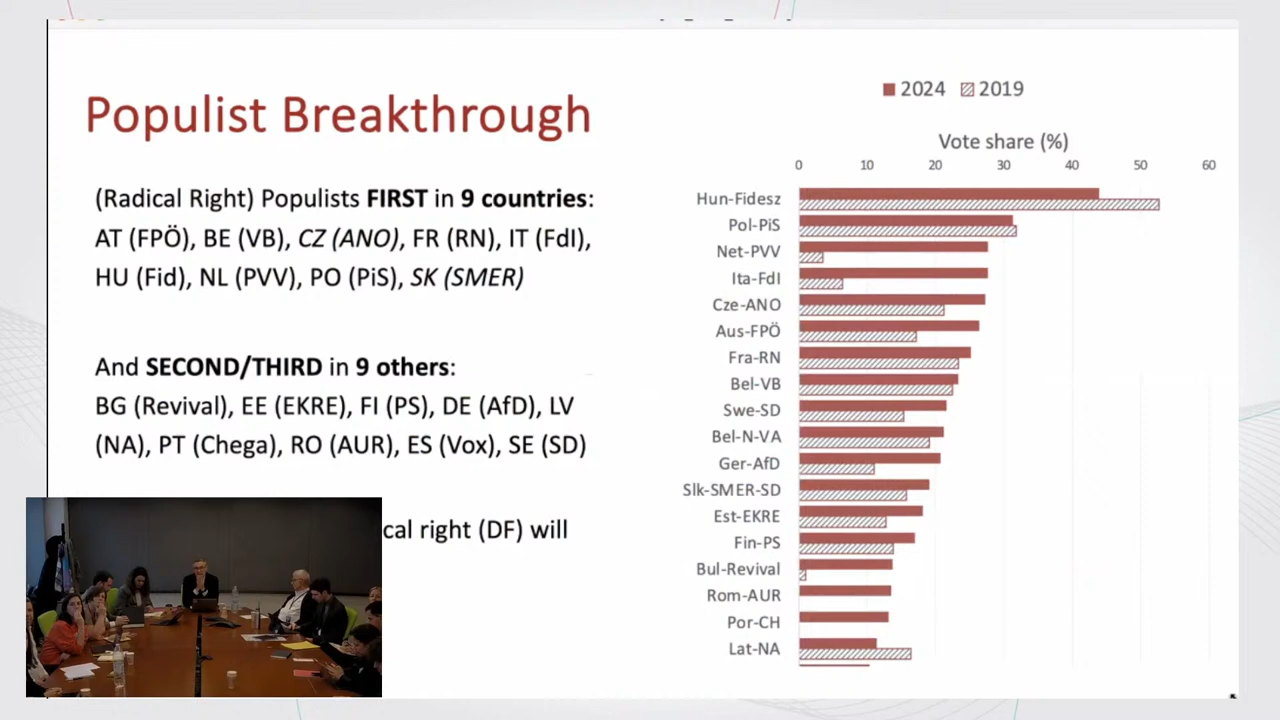 Populist Breakthrough
(Radical Right) Populists FIRST in 9 countries:
AT (FPÖ), BE (VB), CZ (ANO), FR (RN), IT (FdI),
HU (Fid), NL (PVV), PO (PiS), SK (SMER)
And SECOND/THIRD in 9 others:
BG (Revival), EE (EKRE), FI (PS), DE (AfD), LV
(NA), PT (Chega), RO (AUR), ES (Vox), SE (SD)
right (DF) will
2024 2019
Vote share (%)
0 10 20 30 40 50 60
Hun-Fidesz
Pol-PiS
Net-PVV
Ita-FdI
Cze-ANO
Aus-FPÖ
Fra-RN
Bel-VB
Swe-SD
Bel-N-VA
Ger-AfD
Slk-SMER-SD
Est-EKRE
Fin-PS
Bul-Revival
Rom-AUR
Por-CH
Lat-NA